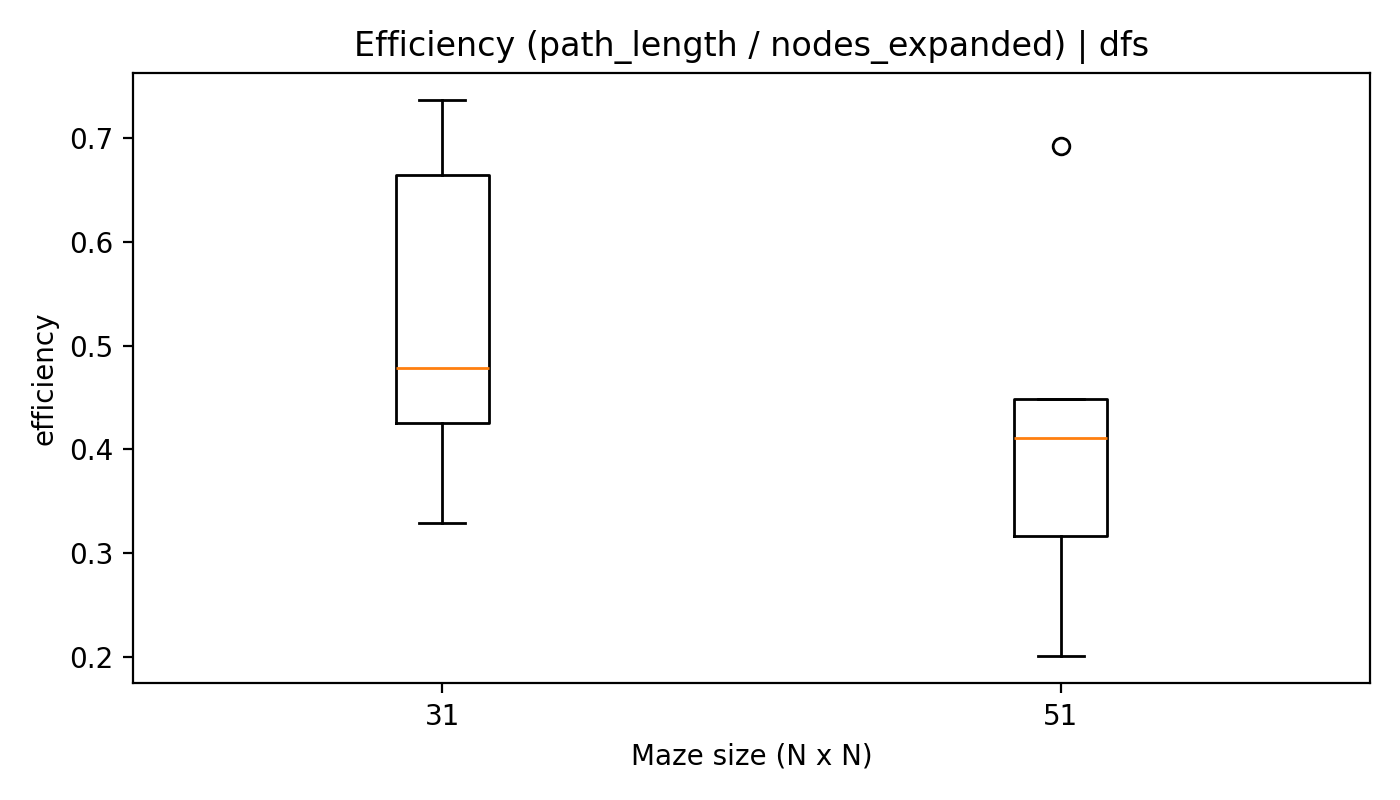 Efficiency (path_length / nodes_expanded) | dfs
efficiency
0.7
0.6
0.5
0.4
0.3
0.2
31 51
Maze size (N x N)